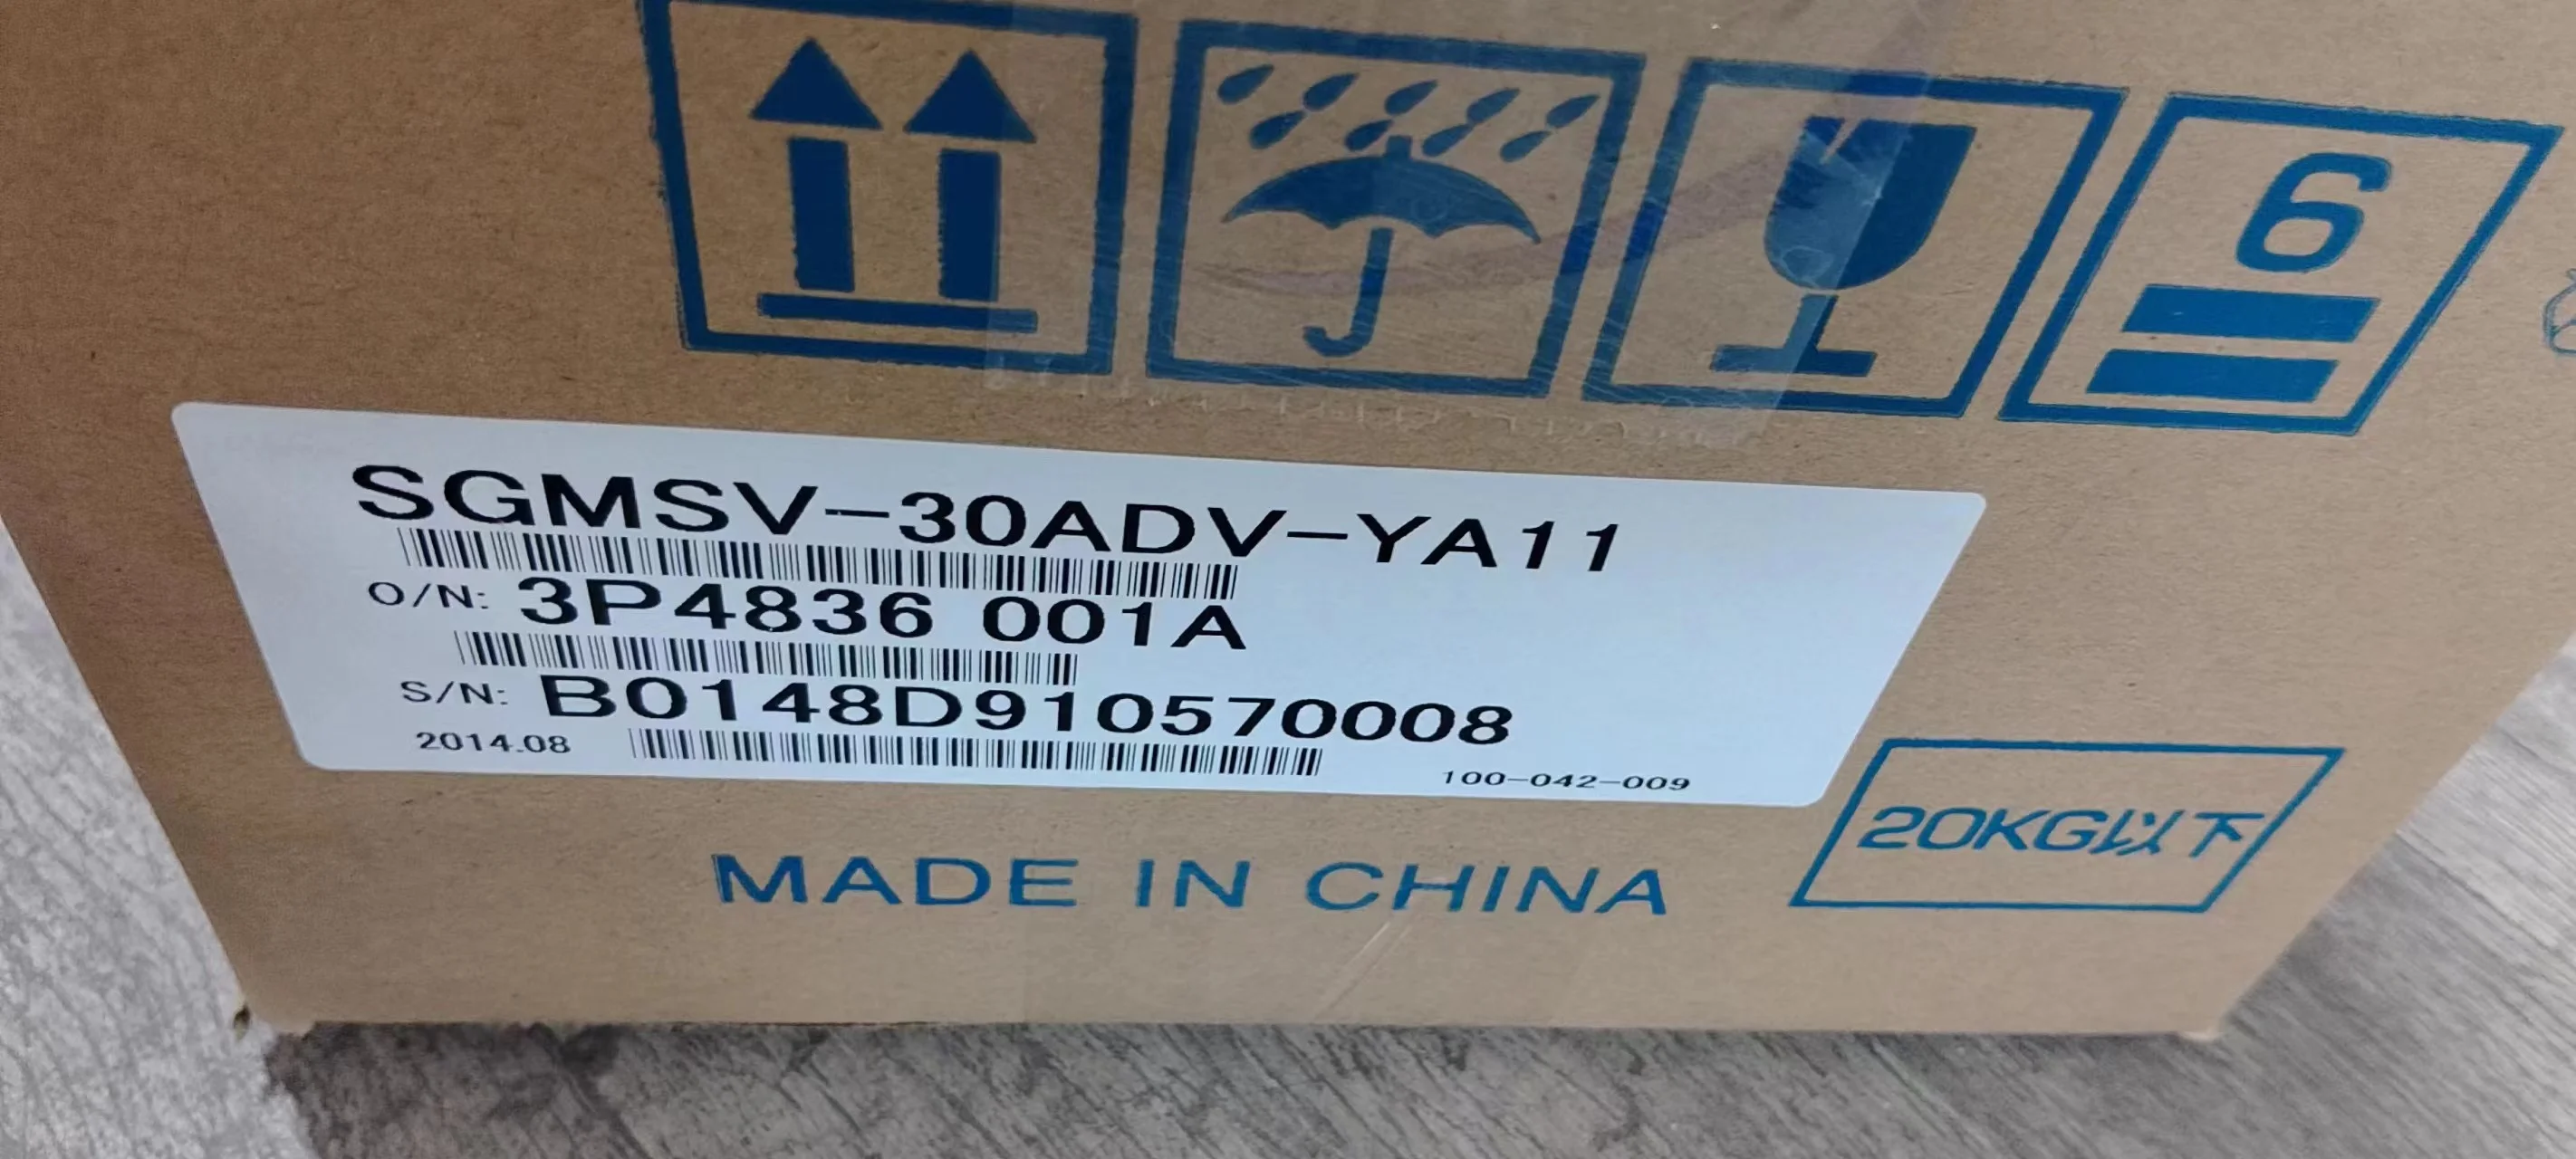 6
SGMSV-30ADV-YA11
O/N: 3P4836 001A
S/N: B0148D910570008
2014.08
100-042-009
20KG以下
MADE IN CHINA